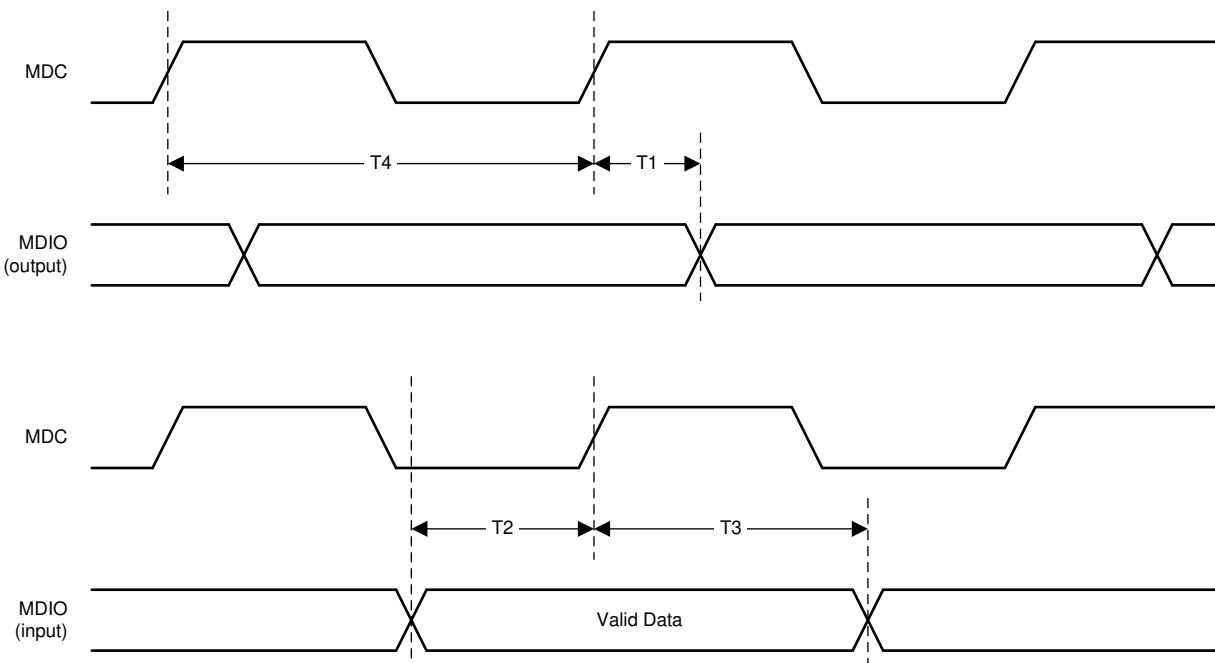 MDC
T4
T1
MDIO
(output)
MDC
T2
T3
MDIO
(input)
Valid Data